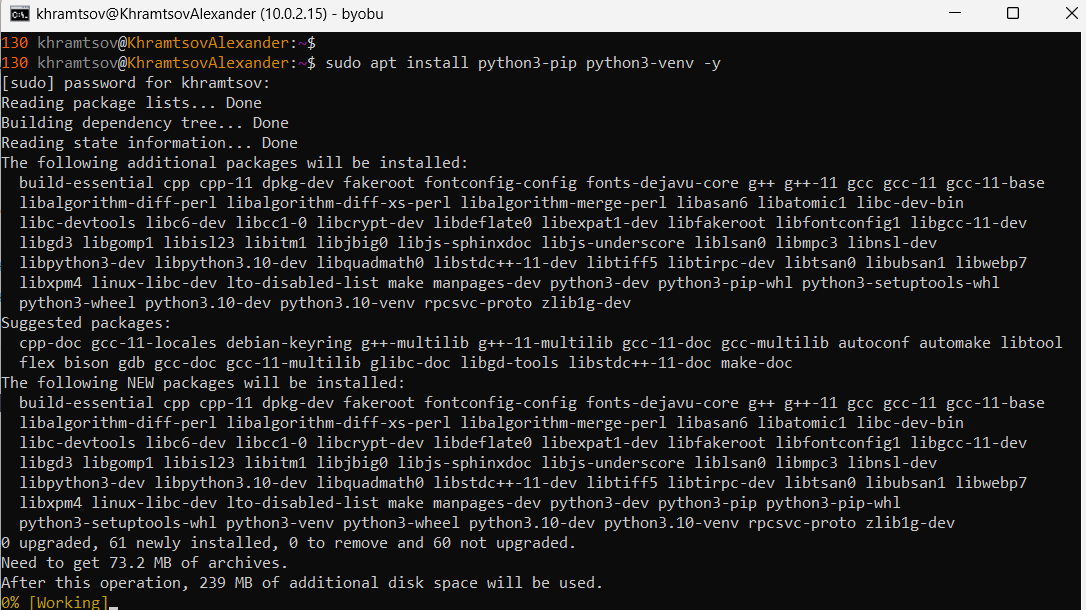 khramtsov@KhramtsovAlexander (10.0.2.15) - byobu
130 khramtsov@KhramtsovAlexander:~$
130 khramtsov@KhramtsovAlexander:~$ sudo apt install python3-pip python3-venv -y
[sudo] password for khramtsov:
Reading package lists... Done
Building dependency tree... Done
Reading state information... Done
The following additional packages will be installed:
  build-essential cpp cpp-11 dpkg-dev fakeroot fontconfig-config fonts-dejavu-core g++ g++-11 gcc gcc-11 gcc-11-base
  libalgorithm-diff-perl libalgorithm-diff-xs-perl libalgorithm-merge-perl libasan6 libatomic1 libc-dev-bin
  libc-devtools libc6-dev libcc1-0 libcrypt-dev libdeflate0 libexpat1-dev libfakeroot libfontconfig1 libgcc-11-dev
  libgd3 libgomp1 libisl23 libitm1 libjbig0 libjs-sphinxdoc libjs-underscore liblsan0 libmpc3 libnsl-dev
  libpython3-dev libpython3.10-dev libquadmath0 libstdc++-11-dev libtiff5 libtirpc-dev libtsan0 libubsan1 libwebp7
  libxpm4 linux-libc-dev lto-disabled-list make manpages-dev python3-dev python3-pip-whl python3-setuptools-whl
  python3-wheel python3.10-dev python3.10-venv rpcsvc-proto zlib1g-dev
Suggested packages:
  cpp-doc gcc-11-locales debian-keyring g++-multilib g++-11-multilib gcc-11-doc gcc-multilib autoconf automake libtool
  flex bison gdb gcc-doc gcc-11-multilib glibc-doc libgd-tools libstdc++-11-doc make-doc
The following NEW packages will be installed:
  build-essential cpp cpp-11 dpkg-dev fakeroot fontconfig-config fonts-dejavu-core g++ g++-11 gcc gcc-11 gcc-11-base
  libalgorithm-diff-perl libalgorithm-diff-xs-perl libalgorithm-merge-perl libasan6 libatomic1 libc-dev-bin
  libc-devtools libc6-dev libcc1-0 libcrypt-dev libdeflate0 libexpat1-dev libfakeroot libfontconfig1 libgcc-11-dev
  libgd3 libgomp1 libisl23 libitm1 libjbig0 libjs-sphinxdoc libjs-underscore liblsan0 libmpc3 libnsl-dev
  libpython3-dev libpython3.10-dev libquadmath0 libstdc++-11-dev libtiff5 libtirpc-dev libtsan0 libubsan1 libwebp7
  libxpm4 linux-libc-dev lto-disabled-list make manpages-dev python3-dev python3-pip python3-pip-whl
  python3-setuptools-whl python3-venv python3-wheel python3.10-dev python3.10-venv rpcsvc-proto zlib1g-dev
0 upgraded, 61 newly installed, 0 to remove and 60 not upgraded.
Need to get 73.2 MB of archives.
After this operation, 239 MB of additional disk space will be used.
0% [Working]